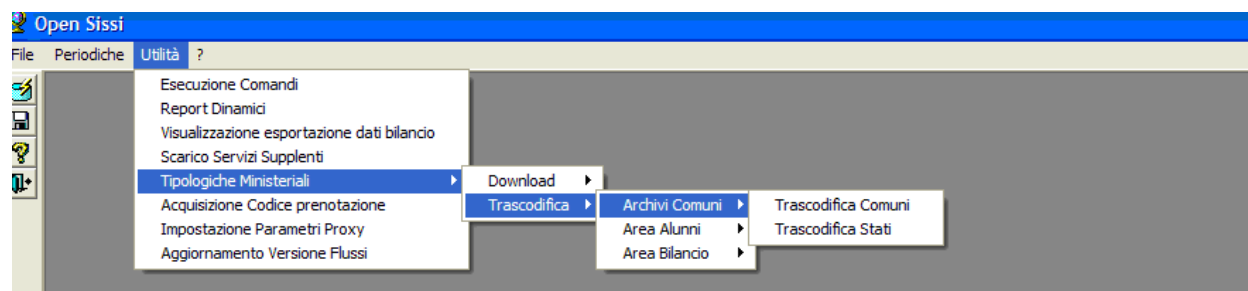 Open Sissi
File Periodiche Utilità ?
Esecuzione Comandi
Report Dinamici
Visualizzazione esportazione dati bilancio
Scarico Servizi Supplenti
Tipologiche Ministeriali
Acquisizione Codice prenotazione
Impostazione Parametri Proxy
Aggiornamento Versione Flussi
Download
Trascodifica
Archivi Comuni
Area Alunni
Area Bilancio
Trascodifica Comuni
Trascodifica Stati